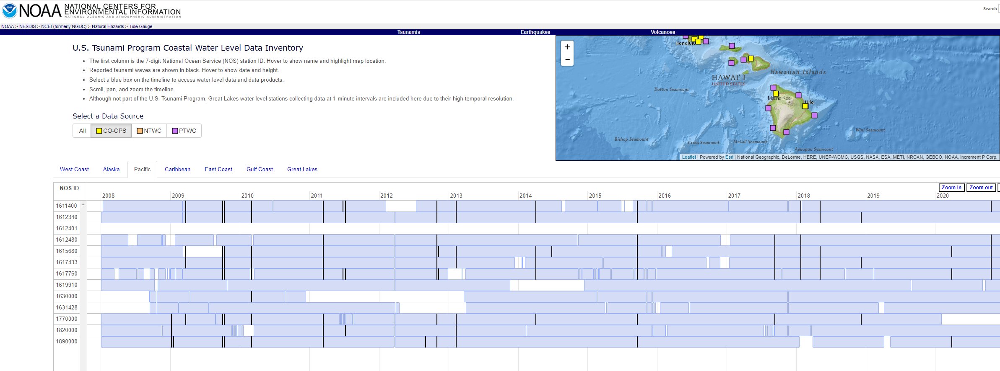 NOAA
NATIONAL CENTERS FOR
ENVIRONMENTAL INFORMATION
NATIONAL OCEANIC AND ATMOSPHERIC ADMINISTRATION
Search
NOAA > NESDIS > NCEI (formerly NGDC) > Natural Hazards > Tide Gauge
Tsunamis Earthquakes Volcanoes
U.S. Tsunami Program Coastal Water Level Data Inventory
• The first column is the 7-digit National Ocean Service (NOS) station ID. Hover to show name and highlight map location.
• Reported tsunami waves are shown in black. Hover to show date and height.
• Select a blue box on the timeline to access water level data and data products.
• Scroll, pan, and zoom the timeline.
• Although not part of the U.S. Tsunami Program, Great Lakes water level stations collecting data at 1-minute intervals are included here due to their high temporal resolution.
Select a Data Source
All CO-OPS NTWC PTWC
+
−
Honolulu
Hawaiian Islands
HAWAI'I
UNITED STATES
Dutton Seamount
Mauna Kea
Hilo
Bishop Seamount
Cross Seamount
McCall Seamount
Wini Seamount
Apuupuu Seamount
Leaflet | Powered by Esri | National Geographic, DeLorme, HERE, UNEP-WCMC, USGS, NASA, ESA, METI, NRCAN, GEBCO, NOAA, increment P Corp.
West Coast Alaska Pacific Caribbean East Coast Gulf Coast Great Lakes
NOS ID
Zoom in Zoom out
2008 2009 2010 2011 2012 2013 2014 2015 2016 2017 2018 2019 2020
1611400
1612340
1612401
1612480
1615680
1617433
1617760
1619910
1630000
1631428
1770000
1820000
1890000